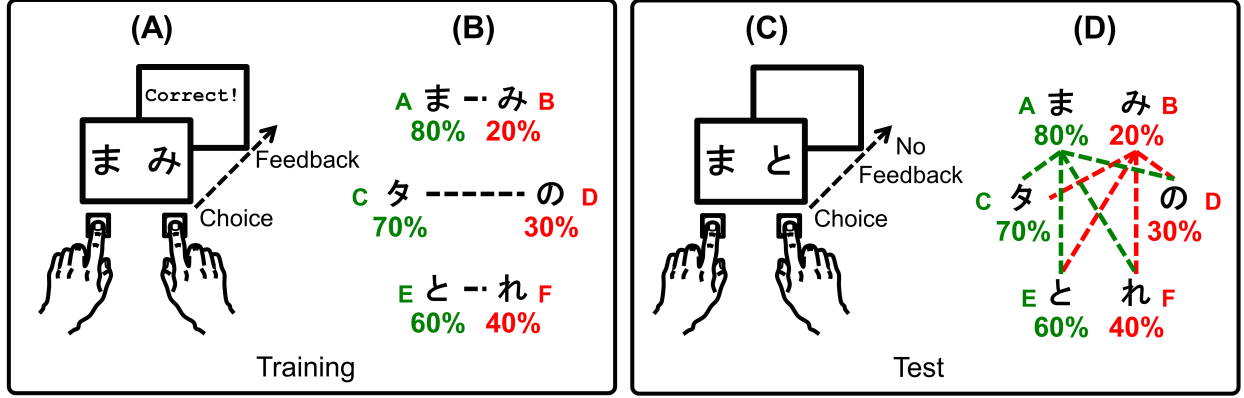 (A)
Correct!
ま み
Feedback
Choice
(B)
A ま み B
80% 20%
C タ の D
70% 30%
E と れ F
60% 40%
Training
(C)
ま と
No
Feedback
Choice
(D)
A ま み B
80% 20%
C タ の D
70% 30%
E と れ F
60% 40%
Test